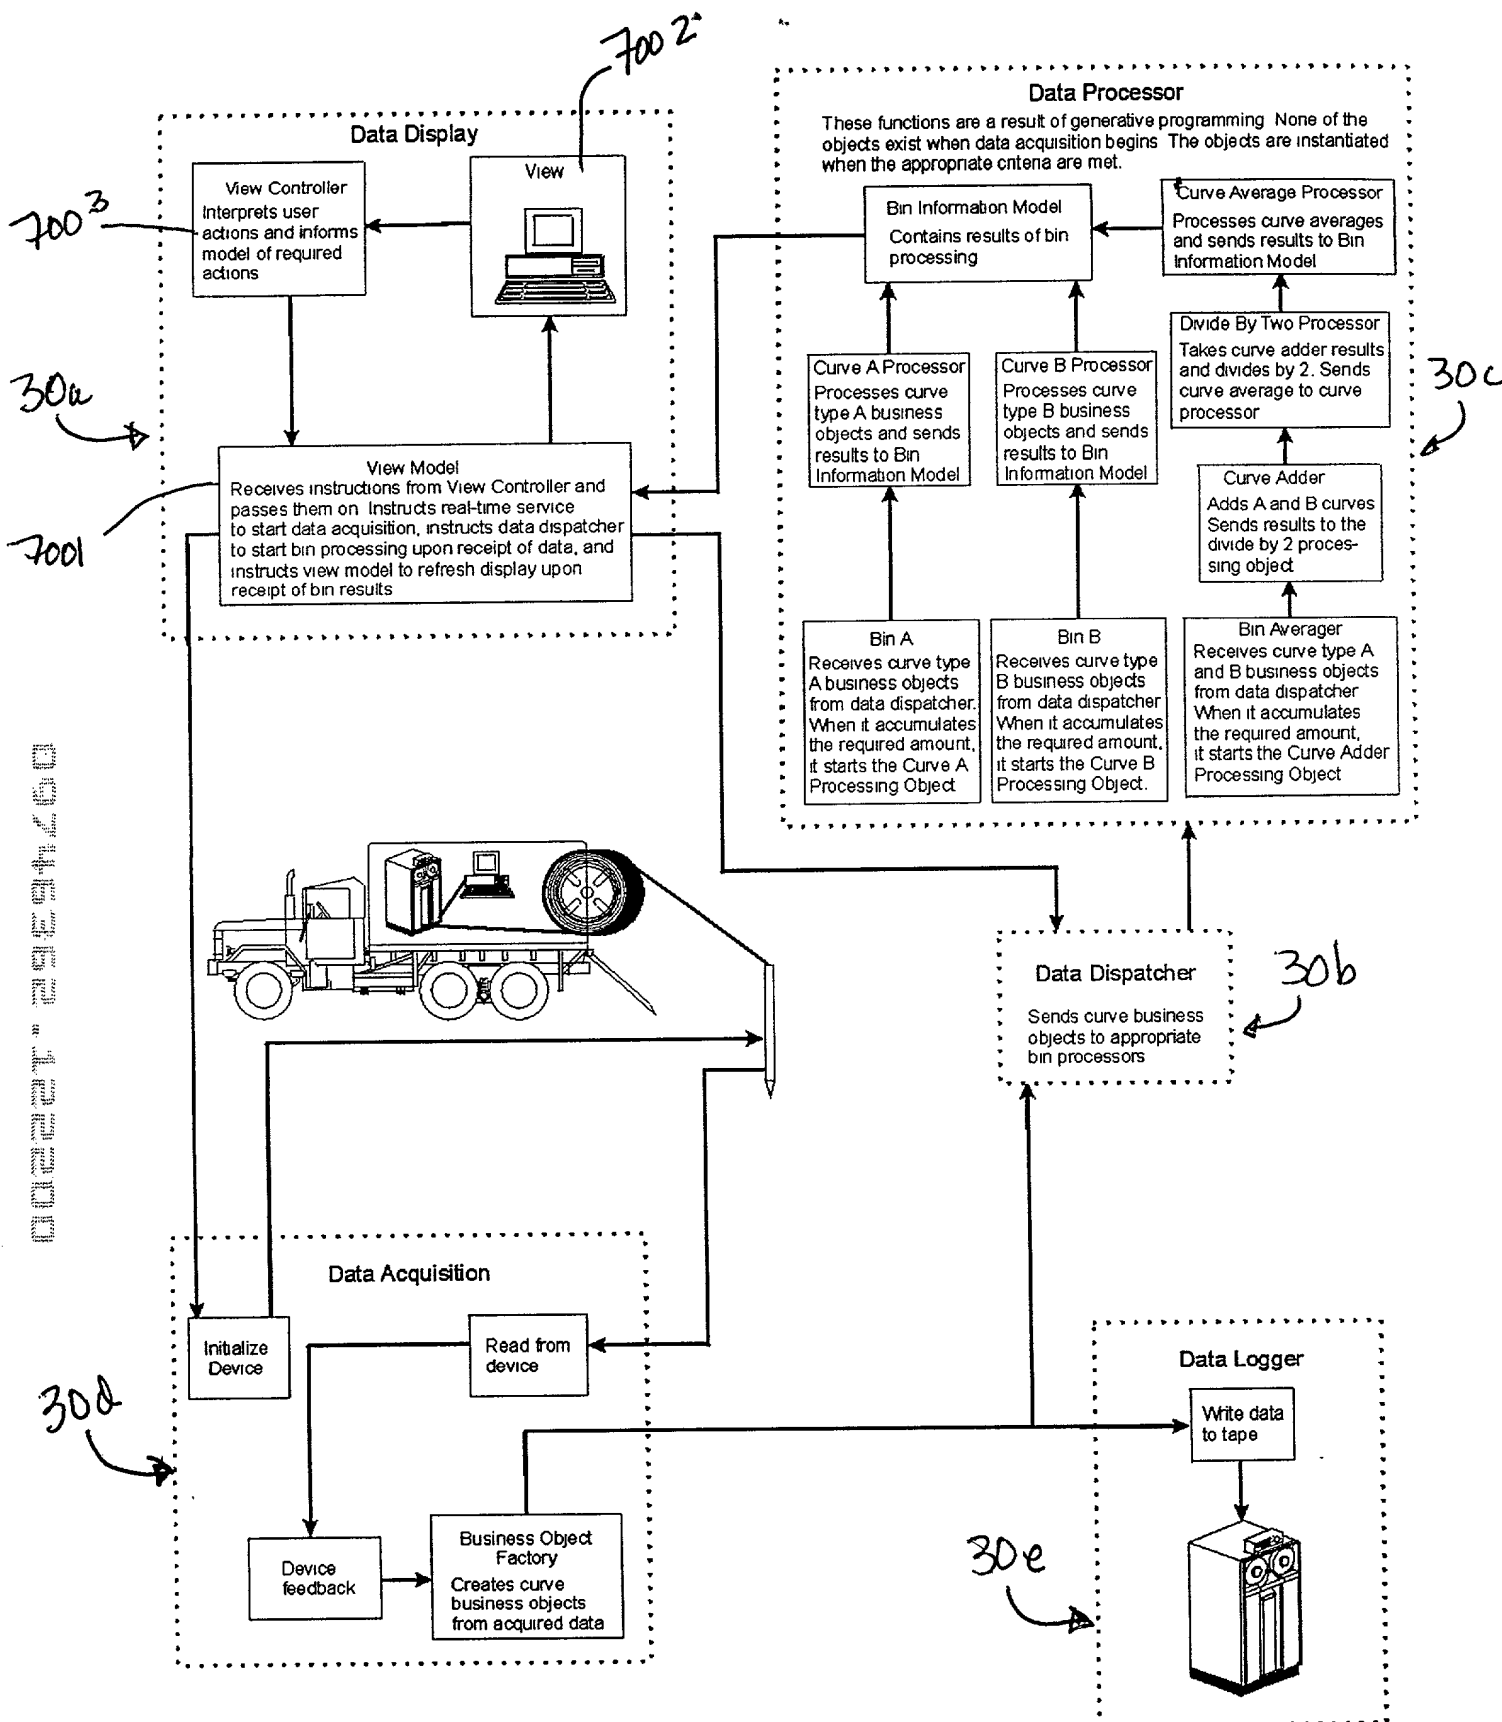 7002
Data Display
View Controller
Interprets user
actions and informs
model of required
actions
View
7003
30a
View Model
Receives instructions from View Controller and
passes them on Instructs real-time service
to start data acquisition, instructs data dispatcher
to start bin processing upon receipt of data, and
instructs view model to refresh display upon
receipt of bin results
7001
Data Processor
These functions are a result of generative programming None of the
objects exist when data acquisition begins The objects are instantiated
when the appropriate criteria are met.
Bin Information Model
Contains results of bin
processing
Curve Average Processor
Processes curve averages
and sends results to Bin
Information Model
Divide By Two Processor
Takes curve adder results
and divides by 2. Sends
curve average to curve
processor
30c
Curve A Processor
Processes curve
type A business
objects and sends
results to Bin
Information Model
Curve B Processor
Processes curve
type B business
objects and sends
results to Bin
Information Model
Curve Adder
Adds A and B curves
Sends results to the
divide by 2 proces-
sing object
Bin A
Receives curve type
A business objects
from data dispatcher.
When it accumulates
the required amount,
it starts the Curve A
Processing Object
Bin B
Receives curve type
B business objects
from data dispatcher
When it accumulates
the required amount,
it starts the Curve B
Processing Object.
Bin Averager
Receives curve type A
and B business objects
from data dispatcher
When it accumulates
the required amount,
it starts the Curve Adder
Processing Object
09746362.122200
Data Dispatcher
Sends curve business
objects to appropriate
bin processors
30b
Data Acquisition
Initialize
Device
Read from
device
30d
Device
feedback
Business Object
Factory
Creates curve
business objects
from acquired data
Data Logger
Write data
to tape
30e